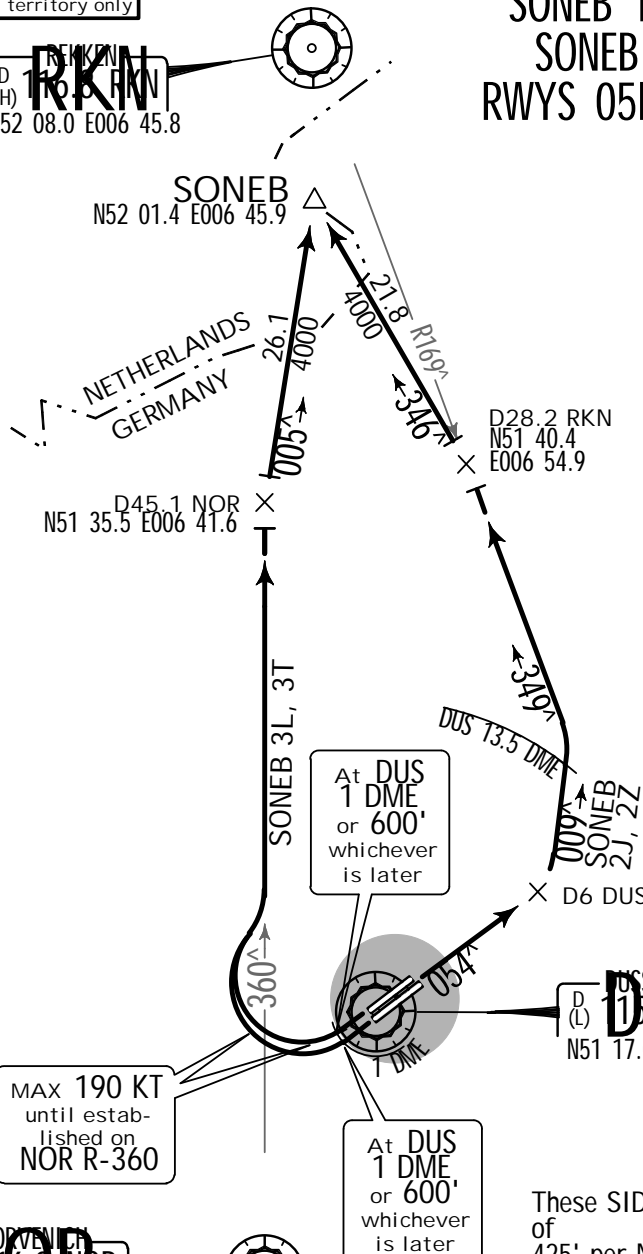 territory only
SONEB
SONEB
RWYS 05
REKKEN
D
(H)
RKN
52 08.0 E006 45.8
SONEB
N52 01.4 E006 45.9
26.1
4000
21.8
4000
R169^
NETHERLANDS
GERMANY
005^
346^
D28.2 RKN
N51 40.4
E006 54.9
D45.1 NOR
N51 35.5 E006 41.6
SONEB 3L, 3T
349^
DUS 13.5 DME
009^
SONEB
2J, 2Z
At DUS
1 DME
or 600'
whichever
is later
D6 DUS
054^
360^
1 DME
D
(L)
N51 17.
MAX 190 KT
until estab-
lished on
NOR R-360
At DUS
1 DME
or 600'
whichever
is later
These SID
of
425' per